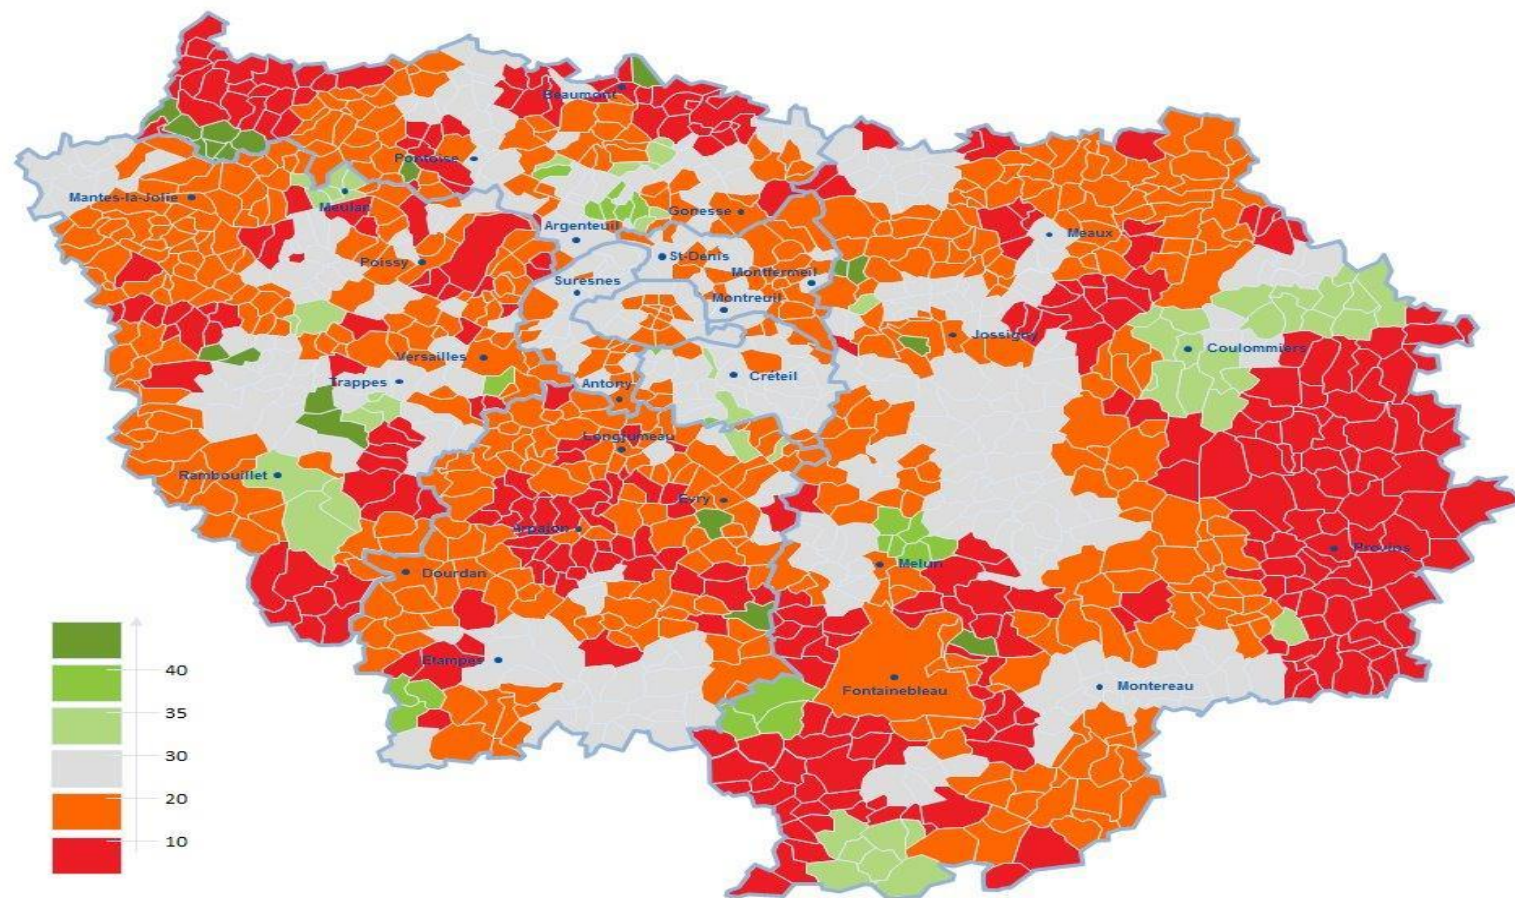 Beaumont
Pontoise
Mantes-la-Jolie
Meulan
Gonesse
Argenteuil
Meaux
St-Denis
Poissy
Montfermeil
Suresnes
Montreuil
Jossigny
Coulommiers
Versailles
Créteil
Trappes
Antony
Longjumeau
Rambouillet
Evry
Arpajon
Provins
Melun
Dourdan
Etampes
Montereau
Fontainebleau
40
35
30
20
10